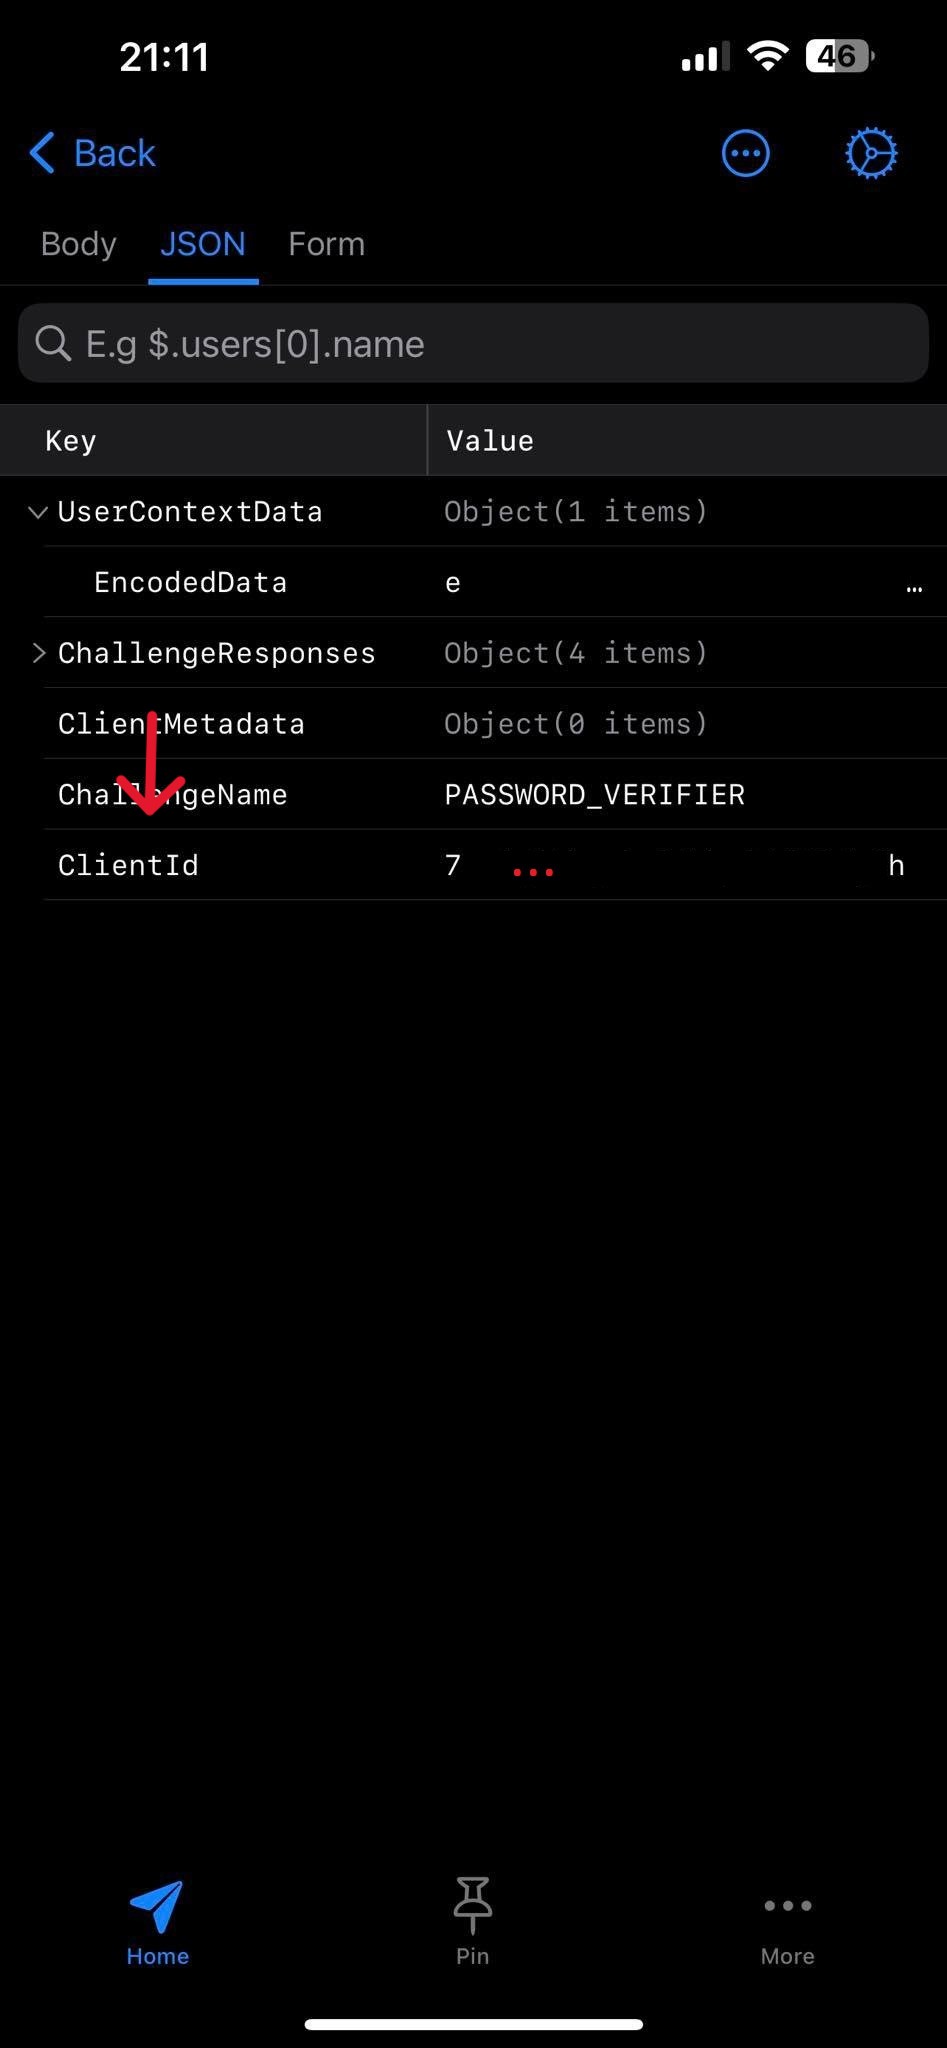 21:11
46
Back
Body JSON Form
E.g $.users[0].name
Key Value
UserContextData Object(1 items)
EncodedData e …
ChallengeResponses Object(4 items)
ClientMetadata Object(0 items)
ChallengeName PASSWORD_VERIFIER
ClientId 7 ... h
Home Pin More